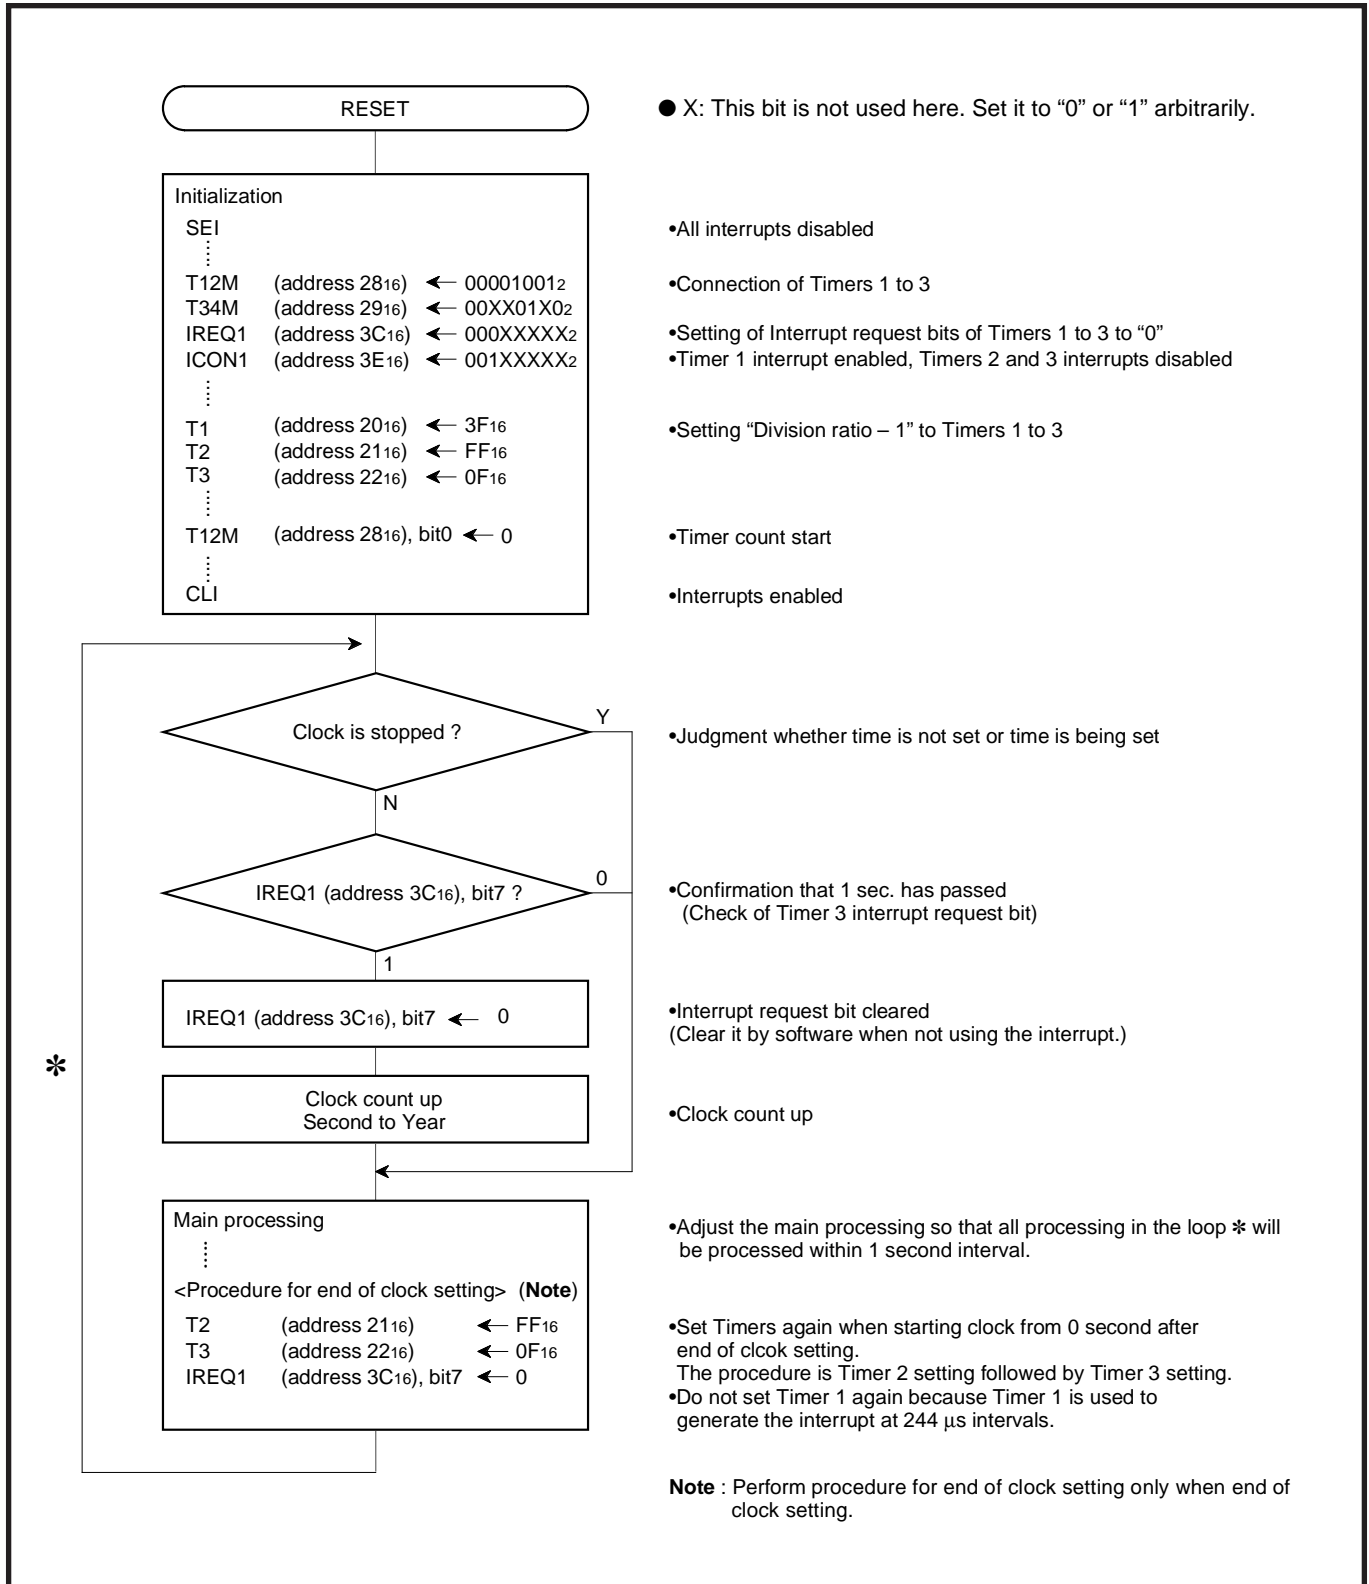 RESET
● X: This bit is not used here. Set it to “0” or “1” arbitrarily.
Initialization
SEI
•All interrupts disabled
T12M (address 2816) ← 000010012
•Connection of Timers 1 to 3
T34M (address 2916) ← 00XX01X02
IREQ1 (address 3C16) ← 000XXXXX2
•Setting of Interrupt request bits of Timers 1 to 3 to “0”
ICON1 (address 3E16) ← 001XXXXX2
•Timer 1 interrupt enabled, Timers 2 and 3 interrupts disabled
T1 (address 2016) ← 3F16
•Setting “Division ratio – 1” to Timers 1 to 3
T2 (address 2116) ← FF16
T3 (address 2216) ← 0F16
T12M (address 2816), bit0 ← 0
•Timer count start
CLI
•Interrupts enabled
Clock is stopped ?
Y
•Judgment whether time is not set or time is being set
N
IREQ1 (address 3C16), bit7 ?
0
•Confirmation that 1 sec. has passed
(Check of Timer 3 interrupt request bit)
1
IREQ1 (address 3C16), bit7 ← 0
•Interrupt request bit cleared
(Clear it by software when not using the interrupt.)
✻
Clock count up
Second to Year
•Clock count up
Main processing
•Adjust the main processing so that all processing in the loop ✻ will
be processed within 1 second interval.
<Procedure for end of clock setting> (Note)
T2 (address 2116) ← FF16
T3 (address 2216) ← 0F16
IREQ1 (address 3C16), bit7 ← 0
•Set Timers again when starting clock from 0 second after
end of clcok setting.
The procedure is Timer 2 setting followed by Timer 3 setting.
•Do not set Timer 1 again because Timer 1 is used to
generate the interrupt at 244 µs intervals.
Note : Perform procedure for end of clock setting only when end of
clock setting.